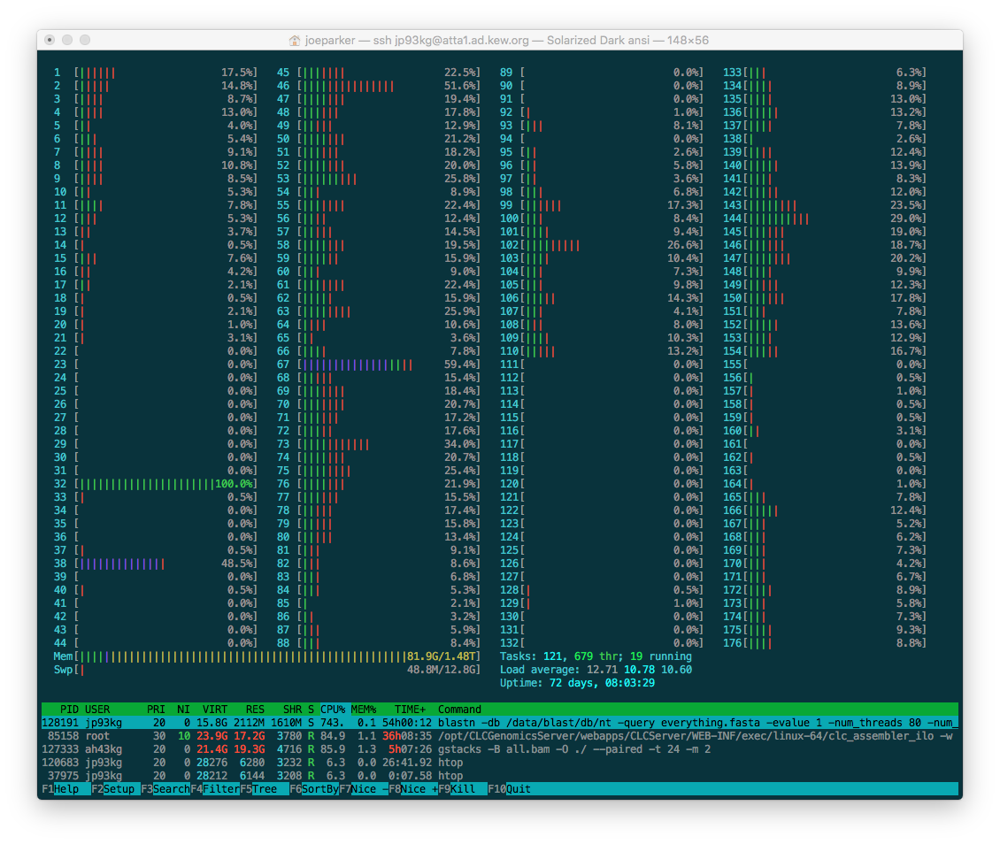 joeparker — ssh jp93kg@atta1.ad.kew.org — Solarized Dark ansi — 148×56
1 [||||||| 17.5%] 45 [|||||||| 22.5%] 89 [ 0.0%] 133[||| 6.3%]
2 [|||||| 14.8%] 46 [|||||||||||||||| 51.6%] 90 [ 0.0%] 134[|||| 8.9%]
3 [|||| 8.7%] 47 [||||||| 19.4%] 91 [ 0.0%] 135[|||| 13.0%]
4 [|||| 13.0%] 48 [|||||| 17.8%] 92 [| 1.0%] 136[||||| 13.2%]
5 [|| 4.0%] 49 [||||| 12.9%] 93 [||| 8.1%] 137[|||| 7.8%]
6 [||| 5.4%] 50 [||||||| 21.2%] 94 [ 0.0%] 138[| 2.6%]
7 [|||| 9.1%] 51 [|||||| 18.2%] 95 [|| 2.6%] 139[|||| 12.4%]
8 [|||| 10.8%] 52 [||||||| 20.0%] 96 [|| 5.8%] 140[||||| 13.9%]
9 [|||| 8.5%] 53 [||||||||| 25.8%] 97 [|| 3.6%] 141[|||| 8.3%]
10 [|| 5.3%] 54 [||| 8.9%] 98 [||| 6.8%] 142[||||| 12.0%]
11 [|||| 7.8%] 55 [||||||| 22.4%] 99 [|||||| 17.3%] 143[|||||||| 23.5%]
12 [||| 5.3%] 56 [|||| 12.4%] 100[||| 8.4%] 144[|||||||||| 29.0%]
13 [|| 3.7%] 57 [||||| 14.5%] 101[|||| 9.4%] 145[|||||| 19.0%]
14 [| 0.5%] 58 [||||||| 19.5%] 102[||||||||| 26.6%] 146[|||||| 18.7%]
15 [||| 7.6%] 59 [|||||| 15.9%] 103[|||| 10.4%] 147[||||||| 20.2%]
16 [|| 4.2%] 60 [||| 9.0%] 104[||| 7.3%] 148[||| 9.9%]
17 [|| 2.1%] 61 [||||||| 22.4%] 105[||| 9.8%] 149[||||| 12.3%]
18 [| 0.5%] 62 [||||| 15.9%] 106[||||| 14.3%] 150[|||||| 17.8%]
19 [| 2.1%] 63 [|||||||| 25.9%] 107[||| 4.1%] 151[||| 7.8%]
20 [| 1.0%] 64 [|||| 10.6%] 108[||| 8.0%] 152[||||| 13.6%]
21 [| 3.1%] 65 [|| 3.6%] 109[|||| 10.3%] 153[|||| 12.9%]
22 [ 0.0%] 66 [|||| 7.8%] 110[||||| 13.2%] 154[||||| 16.7%]
23 [ 0.0%] 67 [|||||||||||||||||| 59.4%] 111[ 0.0%] 155[ 0.0%]
24 [ 0.0%] 68 [||||| 15.4%] 112[ 0.0%] 156[| 0.5%]
25 [ 0.0%] 69 [||||||| 18.4%] 113[ 0.0%] 157[| 1.0%]
26 [ 0.0%] 70 [||||||| 20.7%] 114[ 0.0%] 158[| 0.5%]
27 [ 0.0%] 71 [|||||| 17.2%] 115[ 0.0%] 159[| 0.5%]
28 [ 0.0%] 72 [||||| 17.6%] 116[ 0.0%] 160[|| 3.1%]
29 [ 0.0%] 73 [||||||||||| 34.0%] 117[ 0.0%] 161[ 0.0%]
30 [ 0.0%] 74 [||||||| 20.7%] 118[ 0.0%] 162[| 0.5%]
31 [ 0.0%] 75 [|||||||| 25.4%] 119[ 0.0%] 163[ 0.0%]
32 [||||||||||||||||||||||100.0%] 76 [||||||| 21.9%] 120[ 0.0%] 164[| 1.0%]
33 [| 0.5%] 77 [|||||| 15.5%] 121[ 0.0%] 165[||| 7.8%]
34 [ 0.0%] 78 [||||| 17.4%] 122[ 0.0%] 166[||||| 12.4%]
35 [ 0.0%] 79 [||||| 15.8%] 123[ 0.0%] 167[||| 5.2%]
36 [ 0.0%] 80 [||||| 13.4%] 124[ 0.0%] 168[||| 6.2%]
37 [| 0.5%] 81 [||| 9.1%] 125[ 0.0%] 169[||| 7.3%]
38 [|||||||||||||| 48.5%] 82 [||| 8.6%] 126[ 0.0%] 170[||| 4.2%]
39 [ 0.0%] 83 [||| 6.8%] 127[ 0.0%] 171[||| 6.7%]
40 [| 0.5%] 84 [||| 5.3%] 128[| 0.5%] 172[|||| 8.9%]
41 [ 0.0%] 85 [| 2.1%] 129[| 1.0%] 173[||| 5.8%]
42 [ 0.0%] 86 [|| 3.2%] 130[ 0.0%] 174[||| 7.3%]
43 [ 0.0%] 87 [||| 5.9%] 131[ 0.0%] 175[|||| 9.3%]
44 [ 0.0%] 88 [||| 8.4%] 132[ 0.0%] 176[|||| 8.8%]
Mem[|||||||||||||||||||||||||||||||||||||||||||||||||||||81.9G/1.48T] Tasks: 121, 679 thr; 19 running
Swp[| 48.8M/12.8G] Load average: 12.71 10.78 10.60
Uptime: 72 days, 08:03:29
PID USER PRI NI VIRT RES SHR S CPU% MEM% TIME+ Command
128191 jp93kg 20 0 15.8G 2112M 1610M S 743. 0.1 54h00:12 blastn -db /data/blast/db/nt -query everything.fasta -evalue 1 -num_threads 80 -num_
85158 root 30 10 23.9G 17.2G 3780 R 84.9 1.1 36h08:35 /opt/CLCGenomicsServer/webapps/CLCServer/WEB-INF/exec/linux-64/clc_assembler_ilo -w
127333 ah43kg 20 0 21.4G 19.3G 4716 R 85.9 1.3 5h07:26 gstacks -B all.bam -O ./ --paired -t 24 -m 2
120683 jp93kg 20 0 28276 6280 3232 R 6.3 0.0 26:41.92 htop
37975 jp93kg 20 0 28212 6144 3208 R 6.3 0.0 0:07.58 htop
F1Help F2Setup F3SearchF4FilterF5Tree F6SortByF7Nice -F8Nice +F9Kill F10Quit